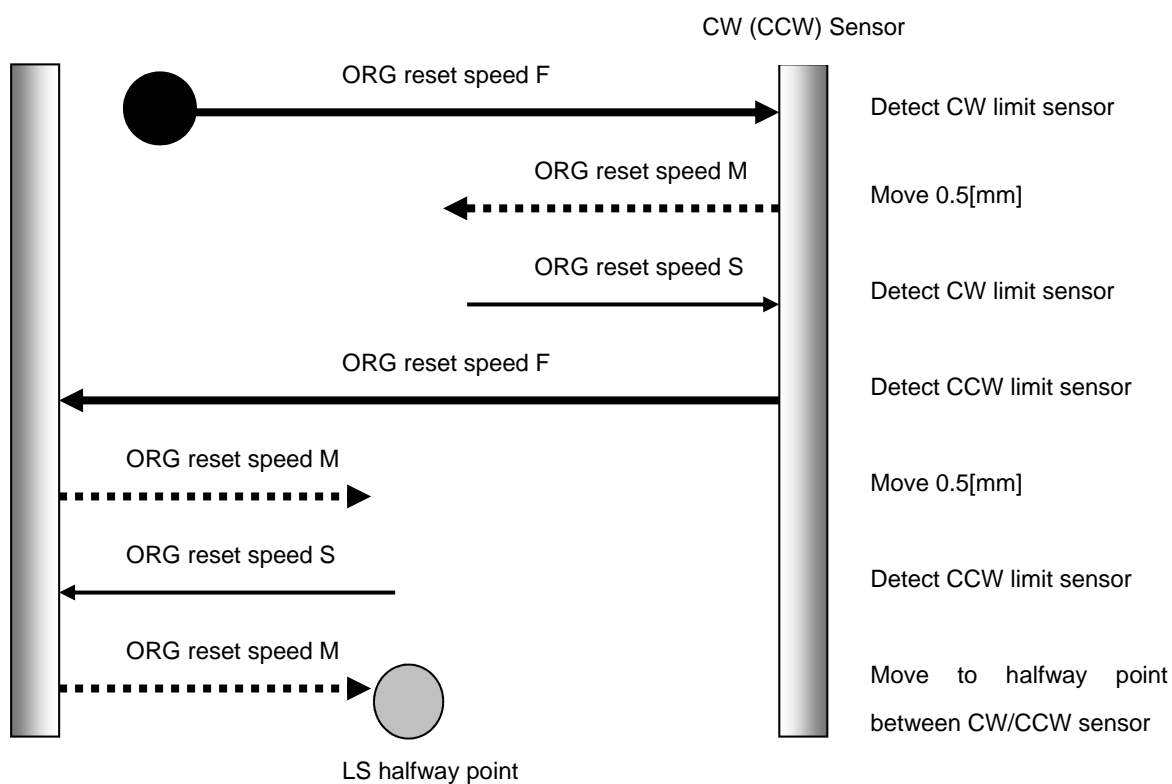 CW (CCW) Sensor
ORG reset speed F
Detect CW limit sensor
ORG reset speed M
Move 0.5[mm]
ORG reset speed S
Detect CW limit sensor
ORG reset speed F
Detect CCW limit sensor
ORG reset speed M
Move 0.5[mm]
ORG reset speed S
Detect CCW limit sensor
ORG reset speed M
Move to halfway point
between CW/CCW sensor
LS halfway point